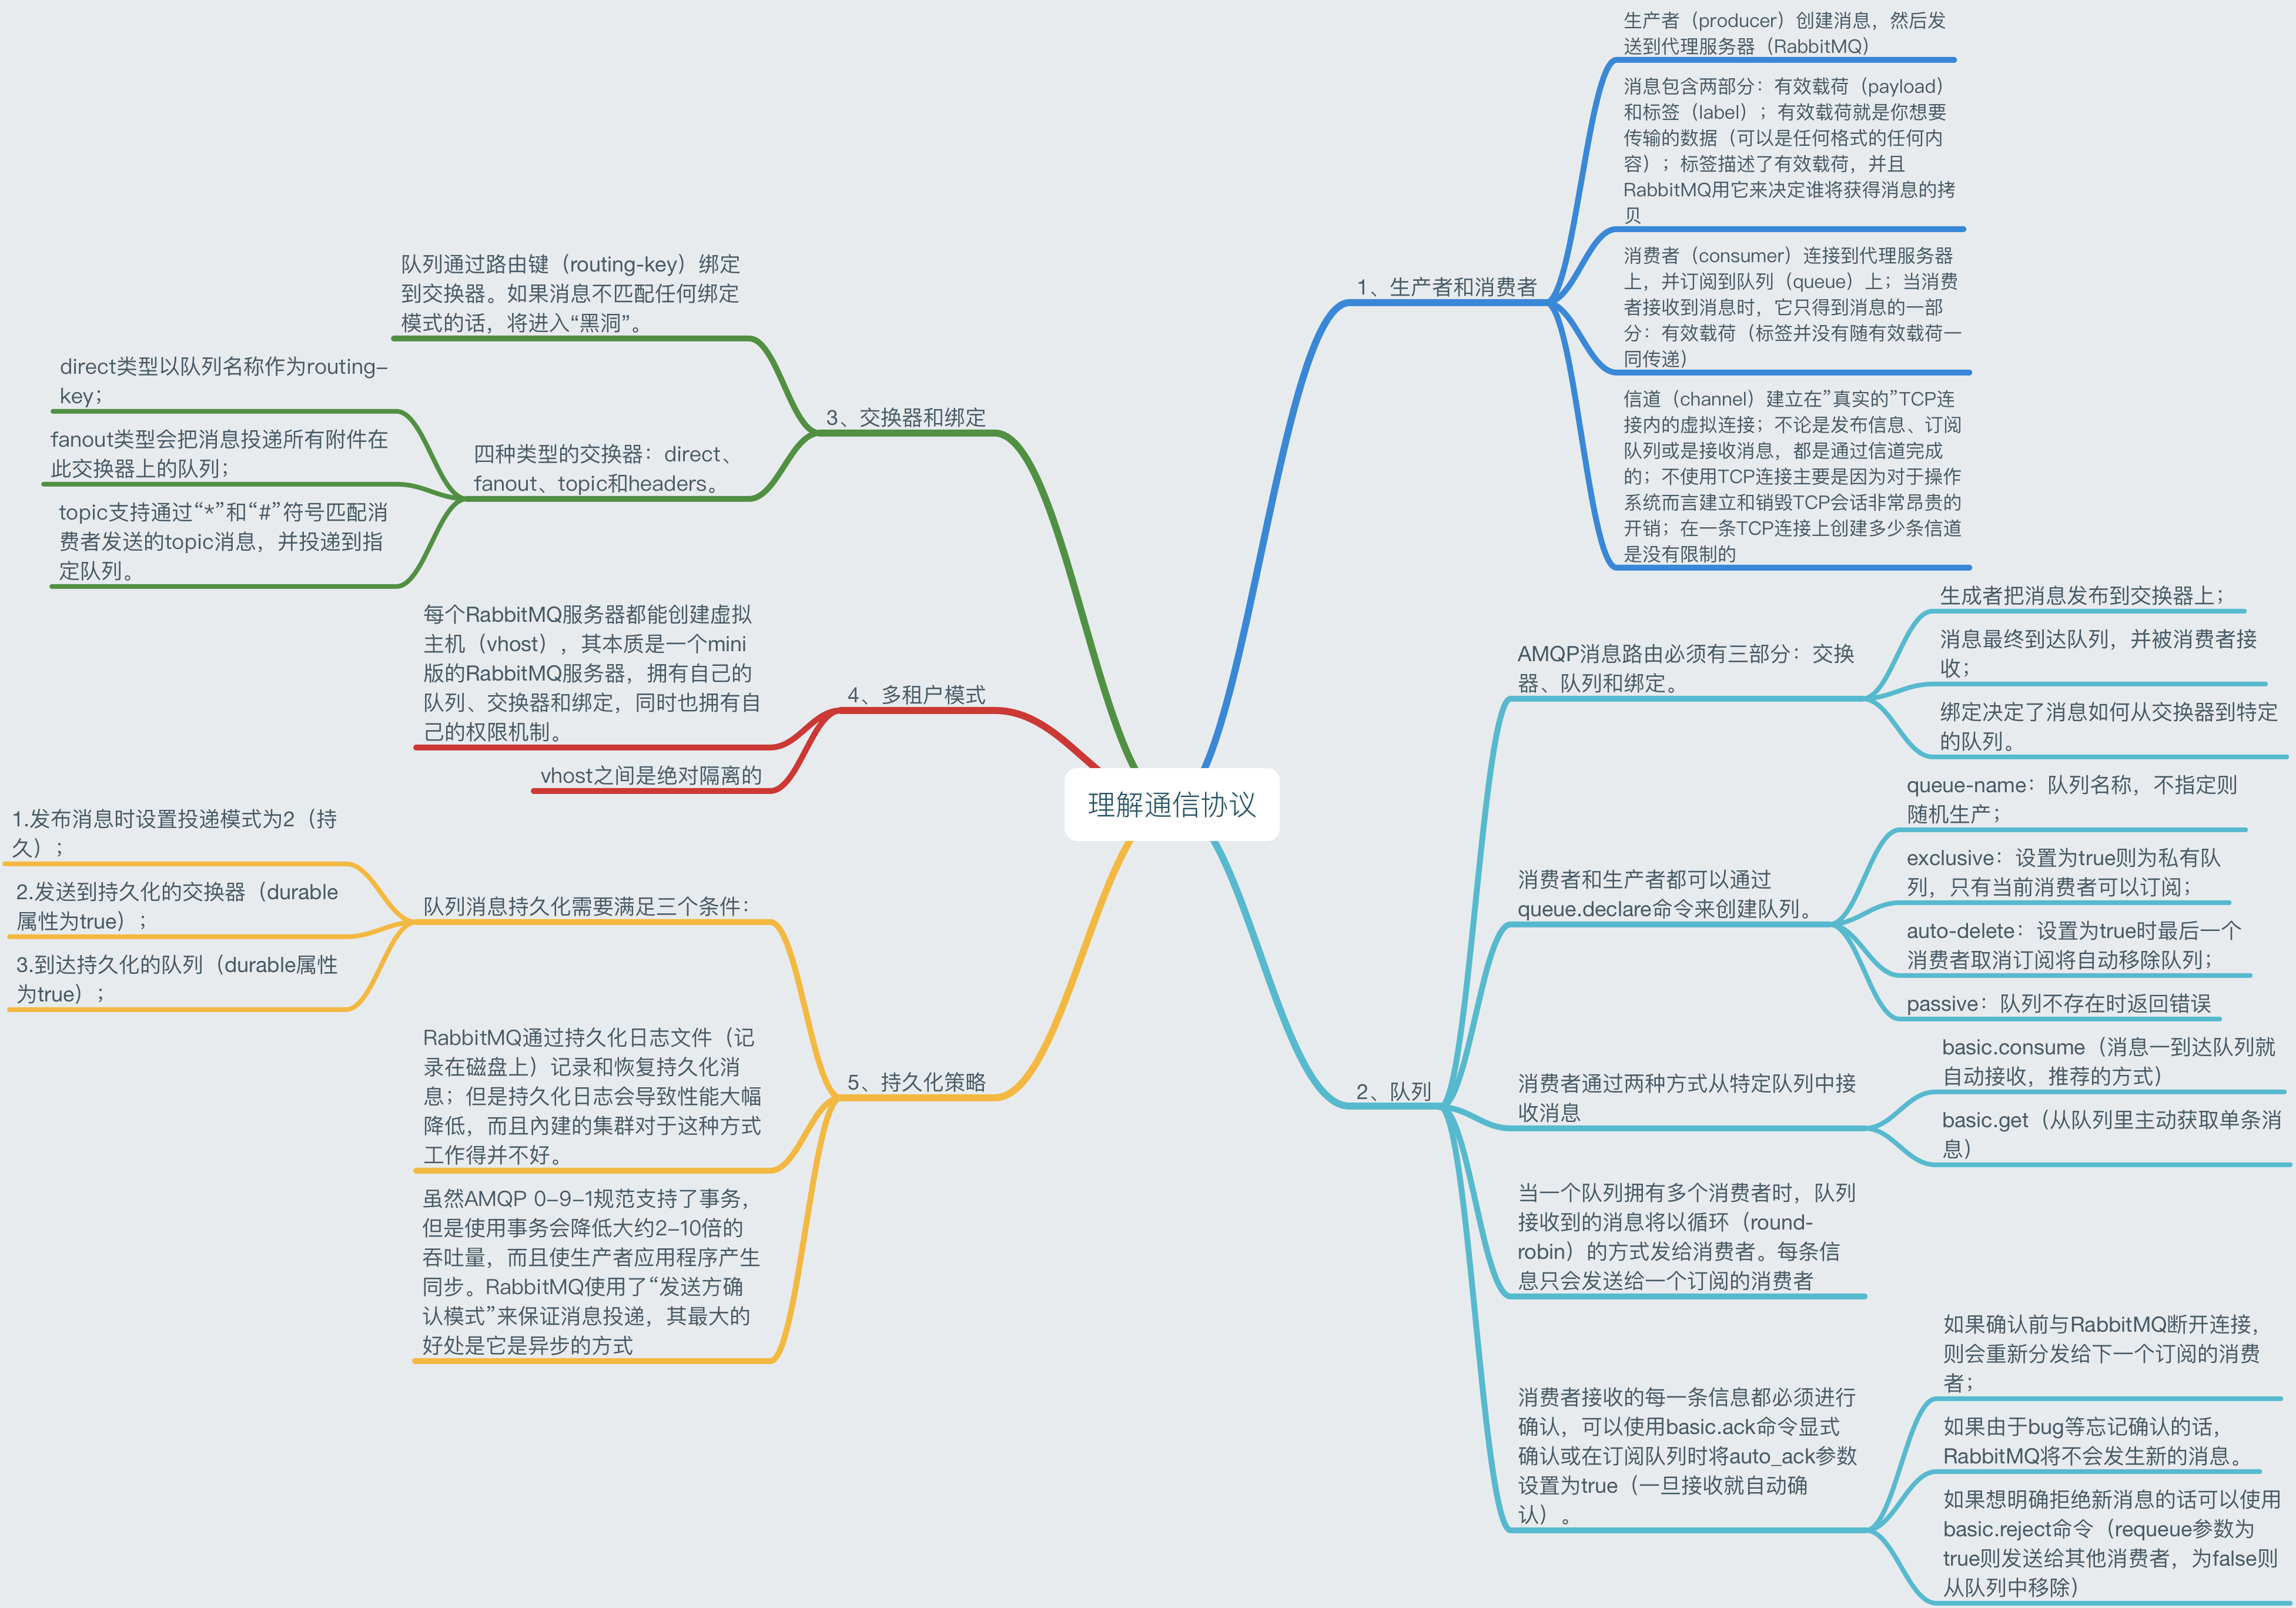 理解通信协议
1、生产者和消费者
生产者（producer）创建消息，然后发
送到代理服务器（RabbitMQ）
消息包含两部分：有效载荷（payload）
和标签（label）；有效载荷就是你想要
传输的数据（可以是任何格式的任何内
容）；标签描述了有效载荷，并且
RabbitMQ用它来决定谁将获得消息的拷
贝
消费者（consumer）连接到代理服务器
上，并订阅到队列（queue）上；当消费
者接收到消息时，它只得到消息的一部
分：有效载荷（标签并没有随有效载荷一
同传递）
信道（channel）建立在”真实的”TCP连
接内的虚拟连接；不论是发布信息、订阅
队列或是接收消息，都是通过信道完成
的；不使用TCP连接主要是因为对于操作
系统而言建立和销毁TCP会话非常昂贵的
开销；在一条TCP连接上创建多少条信道
是没有限制的
2、队列
AMQP消息路由必须有三部分：交换
器、队列和绑定。
生成者把消息发布到交换器上；
消息最终到达队列，并被消费者接
收；
绑定决定了消息如何从交换器到特定
的队列。
消费者和生产者都可以通过
queue.declare命令来创建队列。
queue-name：队列名称，不指定则
随机生产；
exclusive：设置为true则为私有队
列，只有当前消费者可以订阅；
auto-delete：设置为true时最后一个
消费者取消订阅将自动移除队列；
passive：队列不存在时返回错误
消费者通过两种方式从特定队列中接
收消息
basic.consume（消息一到达队列就
自动接收，推荐的方式）
basic.get（从队列里主动获取单条消
息）
当一个队列拥有多个消费者时，队列
接收到的消息将以循环（round-
robin）的方式发给消费者。每条信
息只会发送给一个订阅的消费者
消费者接收的每一条信息都必须进行
确认，可以使用basic.ack命令显式
确认或在订阅队列时将auto_ack参数
设置为true（一旦接收就自动确
认）。
如果确认前与RabbitMQ断开连接，
则会重新分发给下一个订阅的消费
者；
如果由于bug等忘记确认的话，
RabbitMQ将不会发生新的消息。
如果想明确拒绝新消息的话可以使用
basic.reject命令（requeue参数为
true则发送给其他消费者，为false则
从队列中移除）
3、交换器和绑定
队列通过路由键（routing-key）绑定
到交换器。如果消息不匹配任何绑定
模式的话，将进入“黑洞”。
四种类型的交换器：direct、
fanout、topic和headers。
direct类型以队列名称作为routing-
key；
fanout类型会把消息投递所有附件在
此交换器上的队列；
topic支持通过“*”和“#”符号匹配消
费者发送的topic消息，并投递到指
定队列。
4、多租户模式
每个RabbitMQ服务器都能创建虚拟
主机（vhost），其本质是一个mini
版的RabbitMQ服务器，拥有自己的
队列、交换器和绑定，同时也拥有自
己的权限机制。
vhost之间是绝对隔离的
5、持久化策略
队列消息持久化需要满足三个条件：
1.发布消息时设置投递模式为2（持
久）；
2.发送到持久化的交换器（durable
属性为true）；
3.到达持久化的队列（durable属性
为true）；
RabbitMQ通过持久化日志文件（记
录在磁盘上）记录和恢复持久化消
息；但是持久化日志会导致性能大幅
降低，而且內建的集群对于这种方式
工作得并不好。
虽然AMQP 0-9-1规范支持了事务，
但是使用事务会降低大约2-10倍的
吞吐量，而且使生产者应用程序产生
同步。RabbitMQ使用了“发送方确
认模式”来保证消息投递，其最大的
好处是它是异步的方式